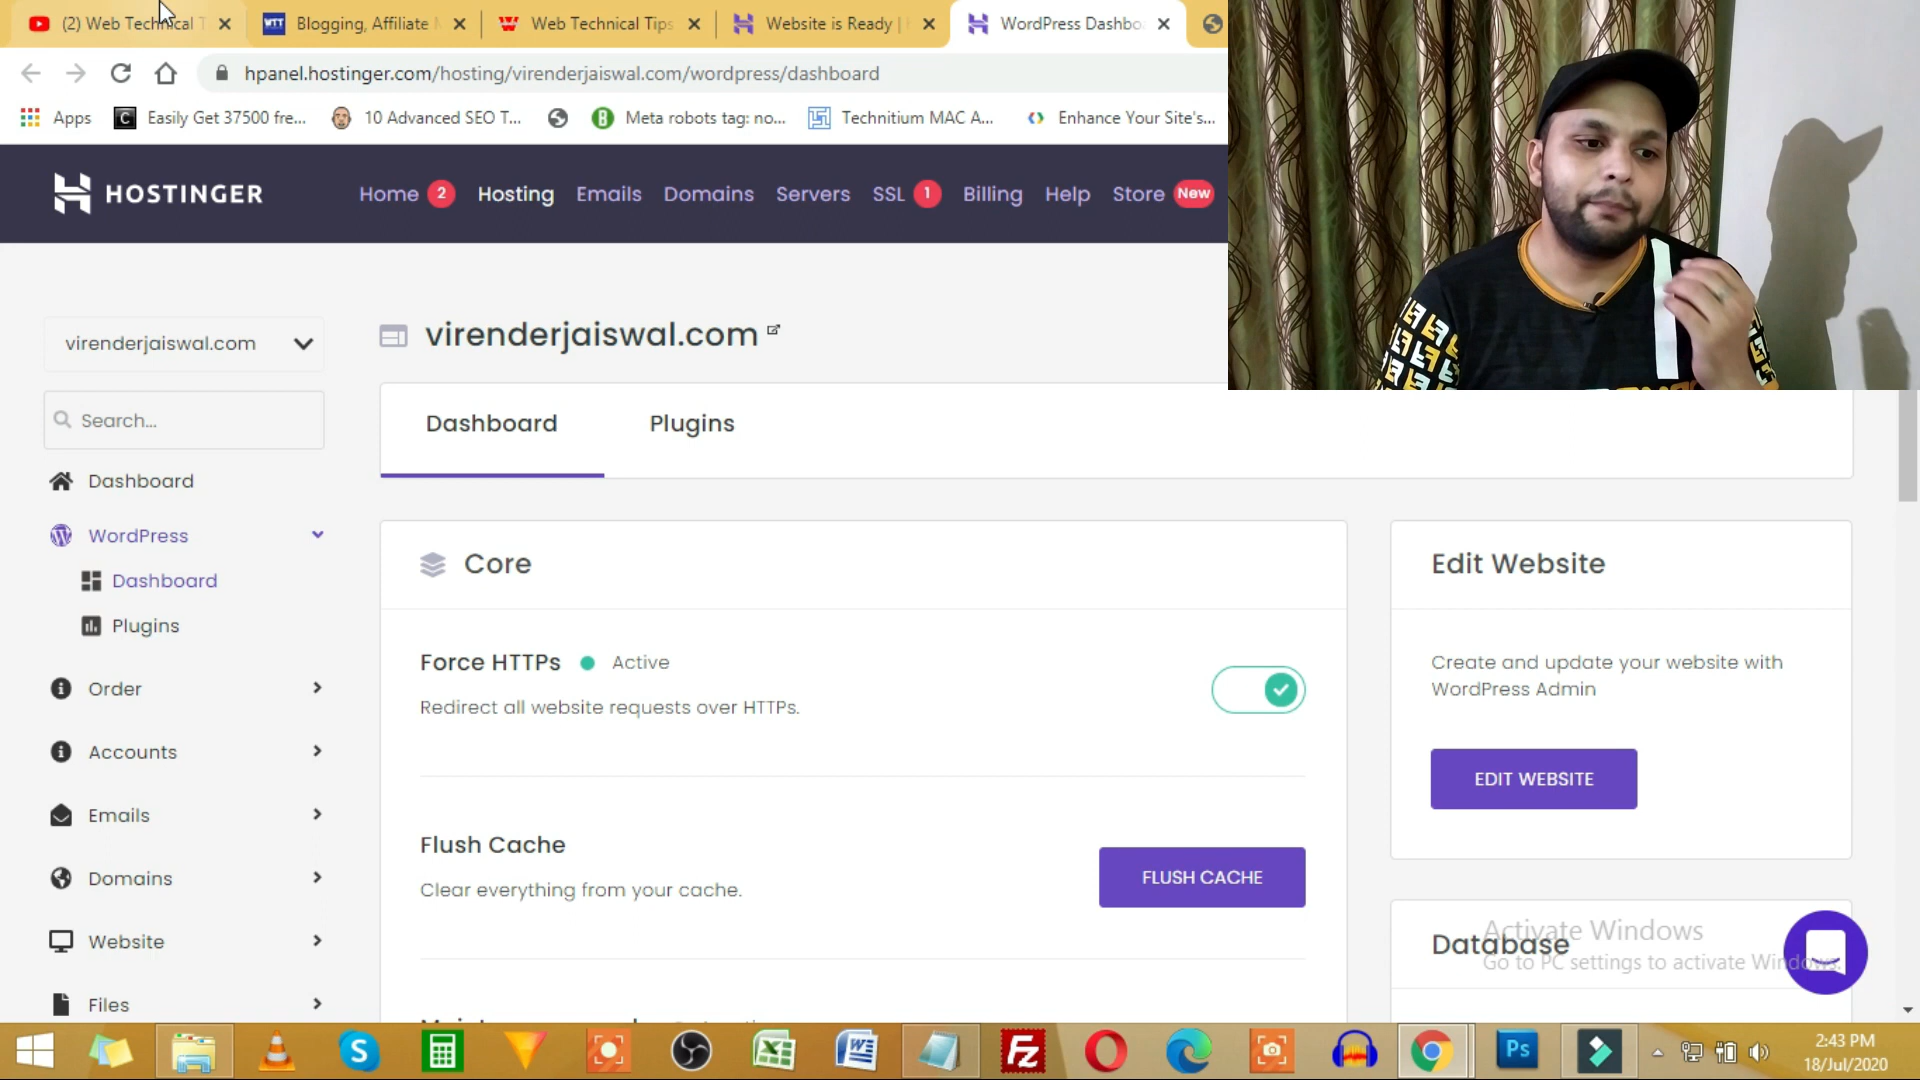 (2) Web Technical T
Blogging, Affiliate M
Web Technical Tips
Website is Ready |
WordPress Dashbo
hpanel.hostinger.com/hosting/virenderjaiswal.com/wordpress/dashboard
Apps
Easily Get 37500 fre...
10 Advanced SEO T...
Meta robots tag: no...
Technitium MAC A...
Enhance Your Site's...
HOSTINGER
Home 2
Hosting
Emails
Domains
Servers
SSL 1
Billing
Help
Store New
virenderjaiswal.com
Search...
Dashboard
WordPress
Dashboard
Plugins
Order
Accounts
Emails
Domains
Website
Files
virenderjaiswal.com
Dashboard
Plugins
Core
Force HTTPs
Active
Redirect all website requests over HTTPs.
Flush Cache
Clear everything from your cache.
FLUSH CACHE
Edit Website
Create and update your website with
WordPress Admin
EDIT WEBSITE
Database
Activate Windows
Go to PC settings to activate Windows.
2:43 PM
18/Jul/2020